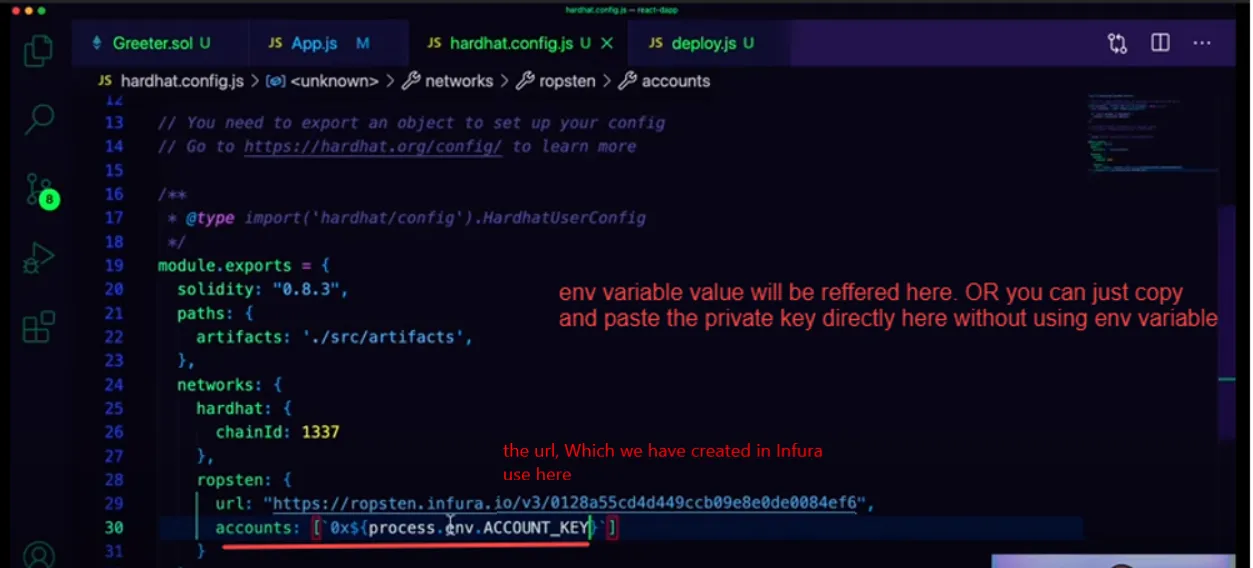 hardhat.config.js — react-dapp
Greeter.sol U JS App.js M JS hardhat.config.js U × JS deploy.js U ...
JS hardhat.config.js > <unknown> > networks > ropsten > accounts
12
13 // You need to export an object to set up your config
14 // Go to https://hardhat.org/config/ to learn more
15
16 /**
17 * @type import('hardhat/config').HardhatUserConfig
18 */
19 module.exports = {
20 solidity: "0.8.3",
21 paths: {
22 artifacts: './src/artifacts',
23 },
24 networks: {
25 hardhat: {
26 chainId: 1337
27 },
28 ropsten: {
29 url: "https://ropsten.infura.io/v3/0128a55cd4d449ccb09e8e0de0084ef6",
30 accounts: [`0x${process.env.ACCOUNT_KEY}`]
31 }
8
env variable value will be reffered here. OR you can just copy
and paste the private key directly here without using env variable
the url, Which we have created in Infura
use here